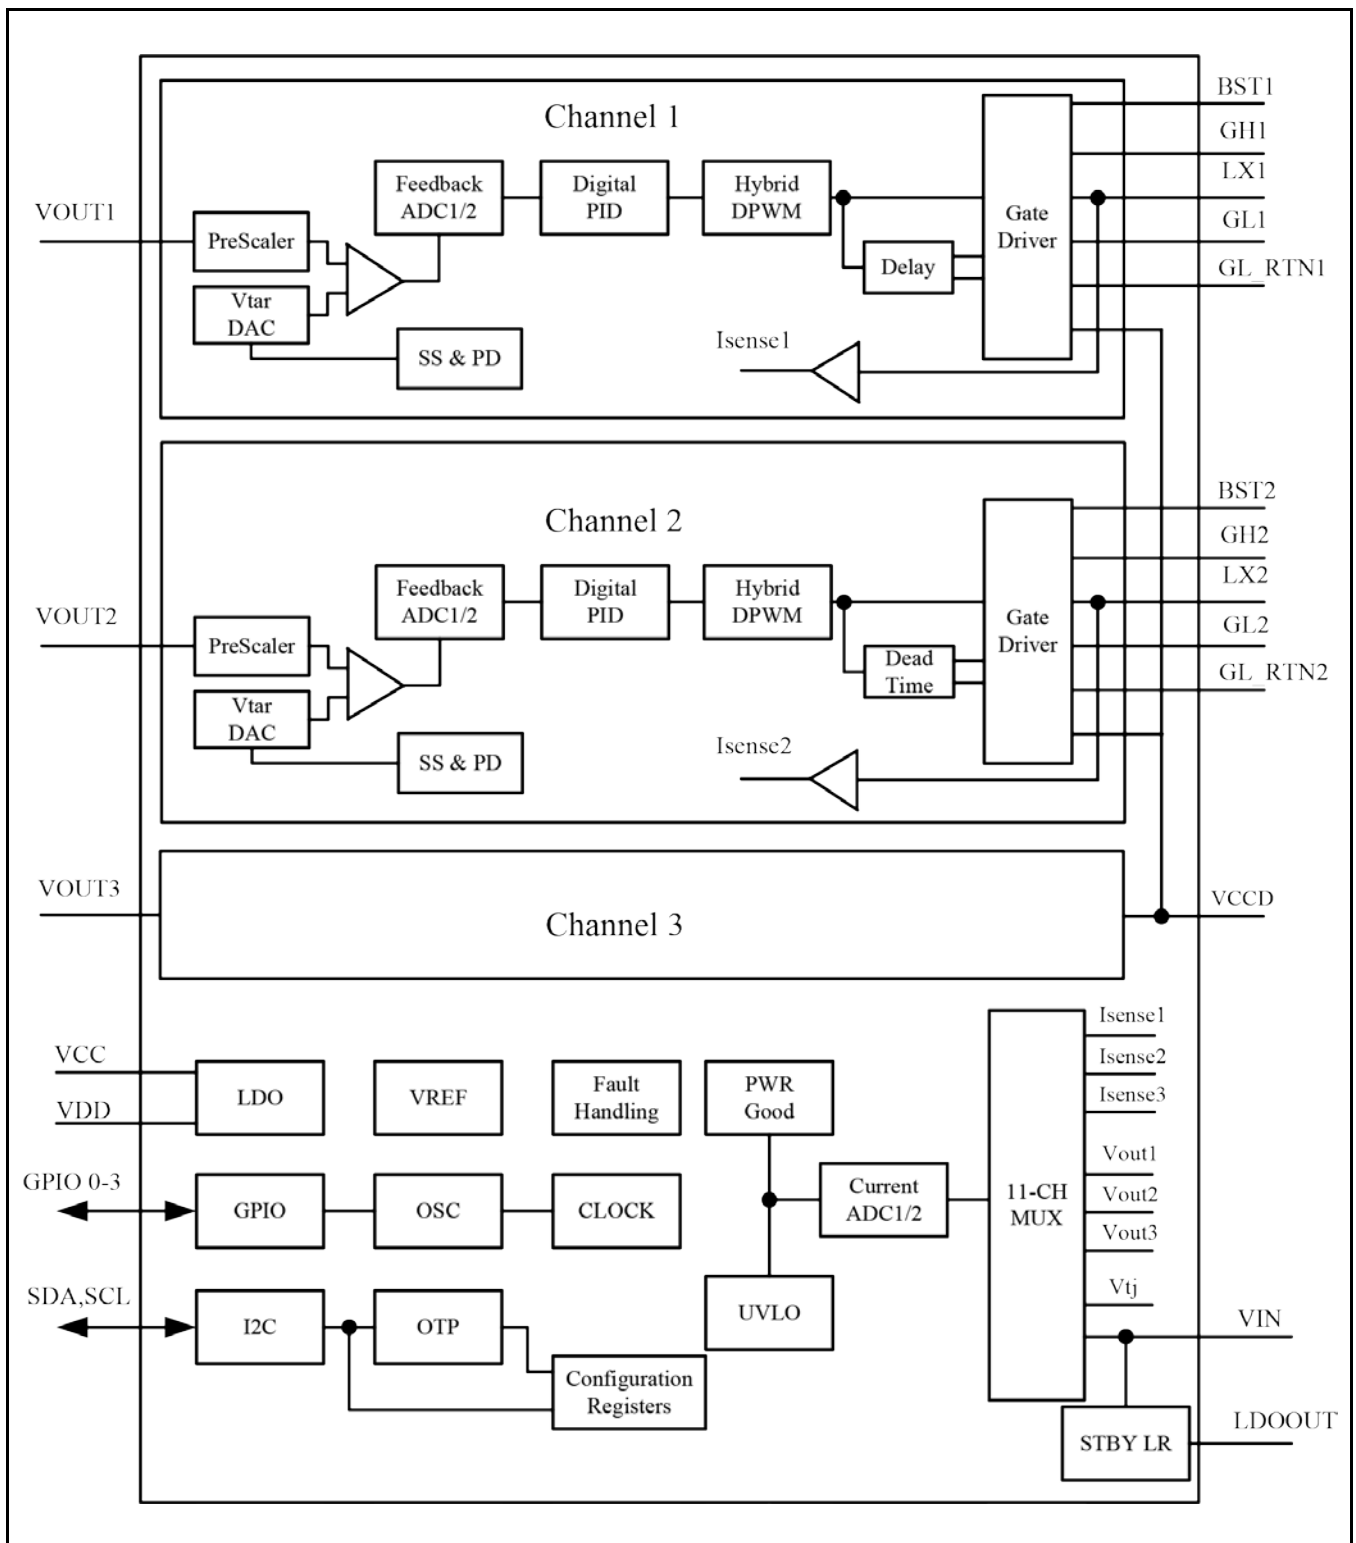 BST1
Channel 1
GH1
LX1
Feedback
ADC1/2
Digital
PID
Hybrid
DPWM
VOUT1
Gate
Driver
GL1
PreScaler
Delay
GL_RTN1
Vtar
DAC
Isense1
SS & PD
BST2
Channel 2
GH2
LX2
Feedback
ADC1/2
Digital
PID
Hybrid
DPWM
VOUT2
Gate
Driver
GL2
PreScaler
Dead
Time
GL_RTN2
Vtar
DAC
Isense2
SS & PD
VOUT3
VCCD
Channel 3
Isense1
VCC
Isense2
LDO
VREF
Fault
Handling
PWR
Good
Isense3
VDD
Vout1
GPIO 0-3
Current
ADC1/2
11-CH
MUX
Vout2
GPIO
OSC
CLOCK
Vout3
Vtj
SDA,SCL
UVLO
VIN
I2C
OTP
Configuration
Registers
LDOOUT
STBY LR